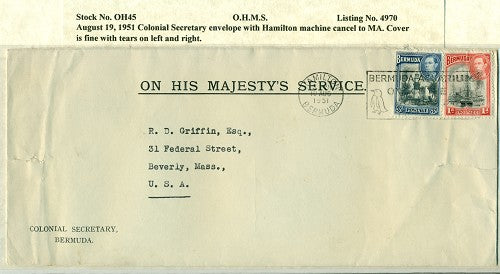 Stock No. OH45 O.H.M.S. Listing No. 4970
August 19, 1951 Colonial Secretary envelope with Hamilton machine cancel to MA. Cover
is fine with tears on left and right.
ON HIS MAJESTY'S SERVICE.
HAMILTON
1951
BERMUDA
BERMUDA AQUARIUM
BERMUDA
BERMUDA
R. D. Griffin, Esq.,
31 Federal Street,
Beverly, Mass.,
U. S. A.
COLONIAL SECRETARY,
BERMUDA.